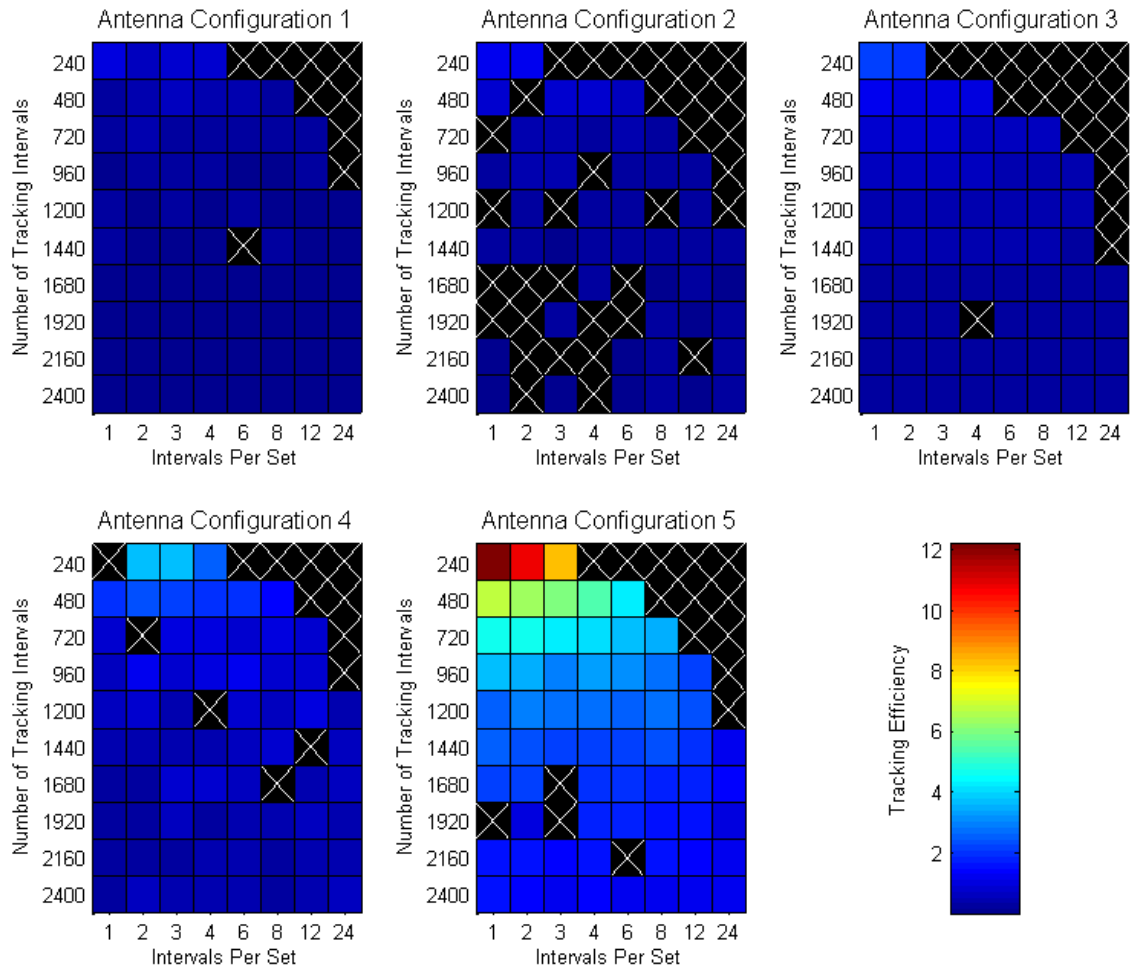 Antenna Configuration 1
Number of Tracking Intervals
240
480
720
960
1200
1440
1680
1920
2160
2400
1 2 3 4 6 8 12 24
Intervals Per Set
Antenna Configuration 2
Number of Tracking Intervals
240
480
720
960
1200
1440
1680
1920
2160
2400
1 2 3 4 6 8 12 24
Intervals Per Set
Antenna Configuration 3
Number of Tracking Intervals
240
480
720
960
1200
1440
1680
1920
2160
2400
1 2 3 4 6 8 12 24
Intervals Per Set
Antenna Configuration 4
Number of Tracking Intervals
240
480
720
960
1200
1440
1680
1920
2160
2400
1 2 3 4 6 8 12 24
Intervals Per Set
Antenna Configuration 5
Number of Tracking Intervals
240
480
720
960
1200
1440
1680
1920
2160
2400
1 2 3 4 6 8 12 24
Intervals Per Set
Tracking Efficiency
12
10
8
6
4
2